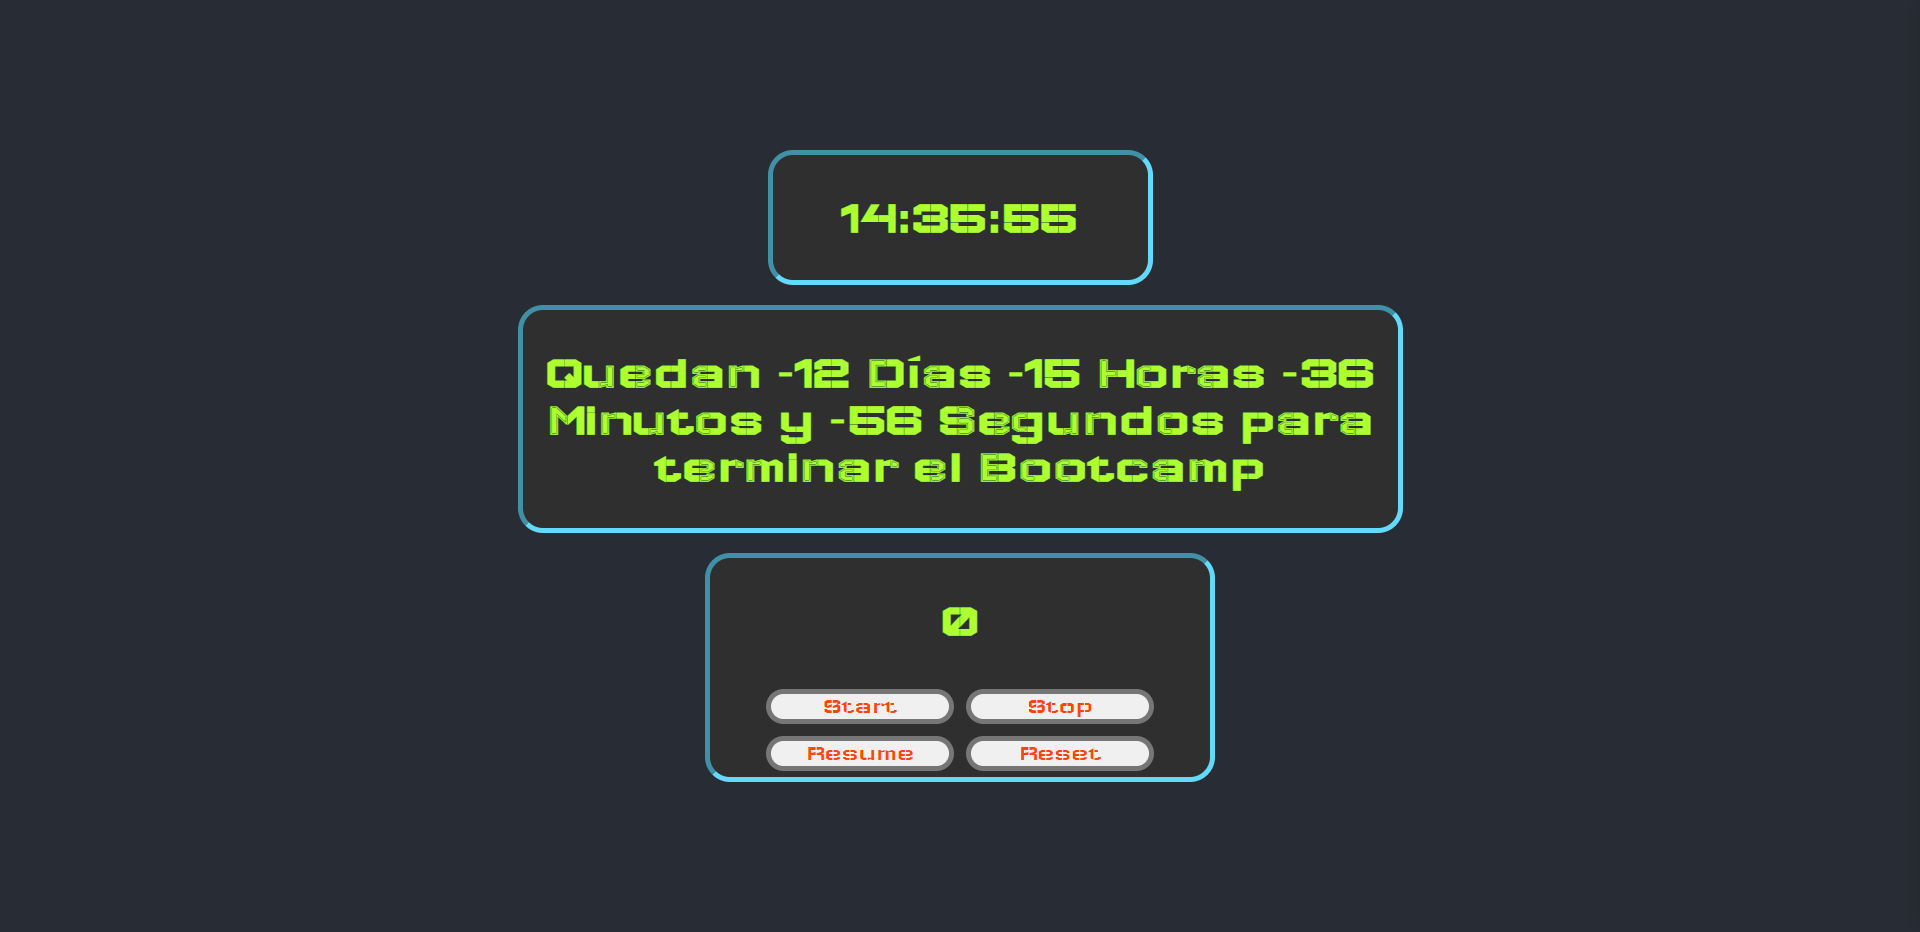 14:35:55
Quedan -12 Días -15 Horas -36
Minutos y -56 Segundos para
terminar el Bootcamp
0
Start
Stop
Resume
Reset